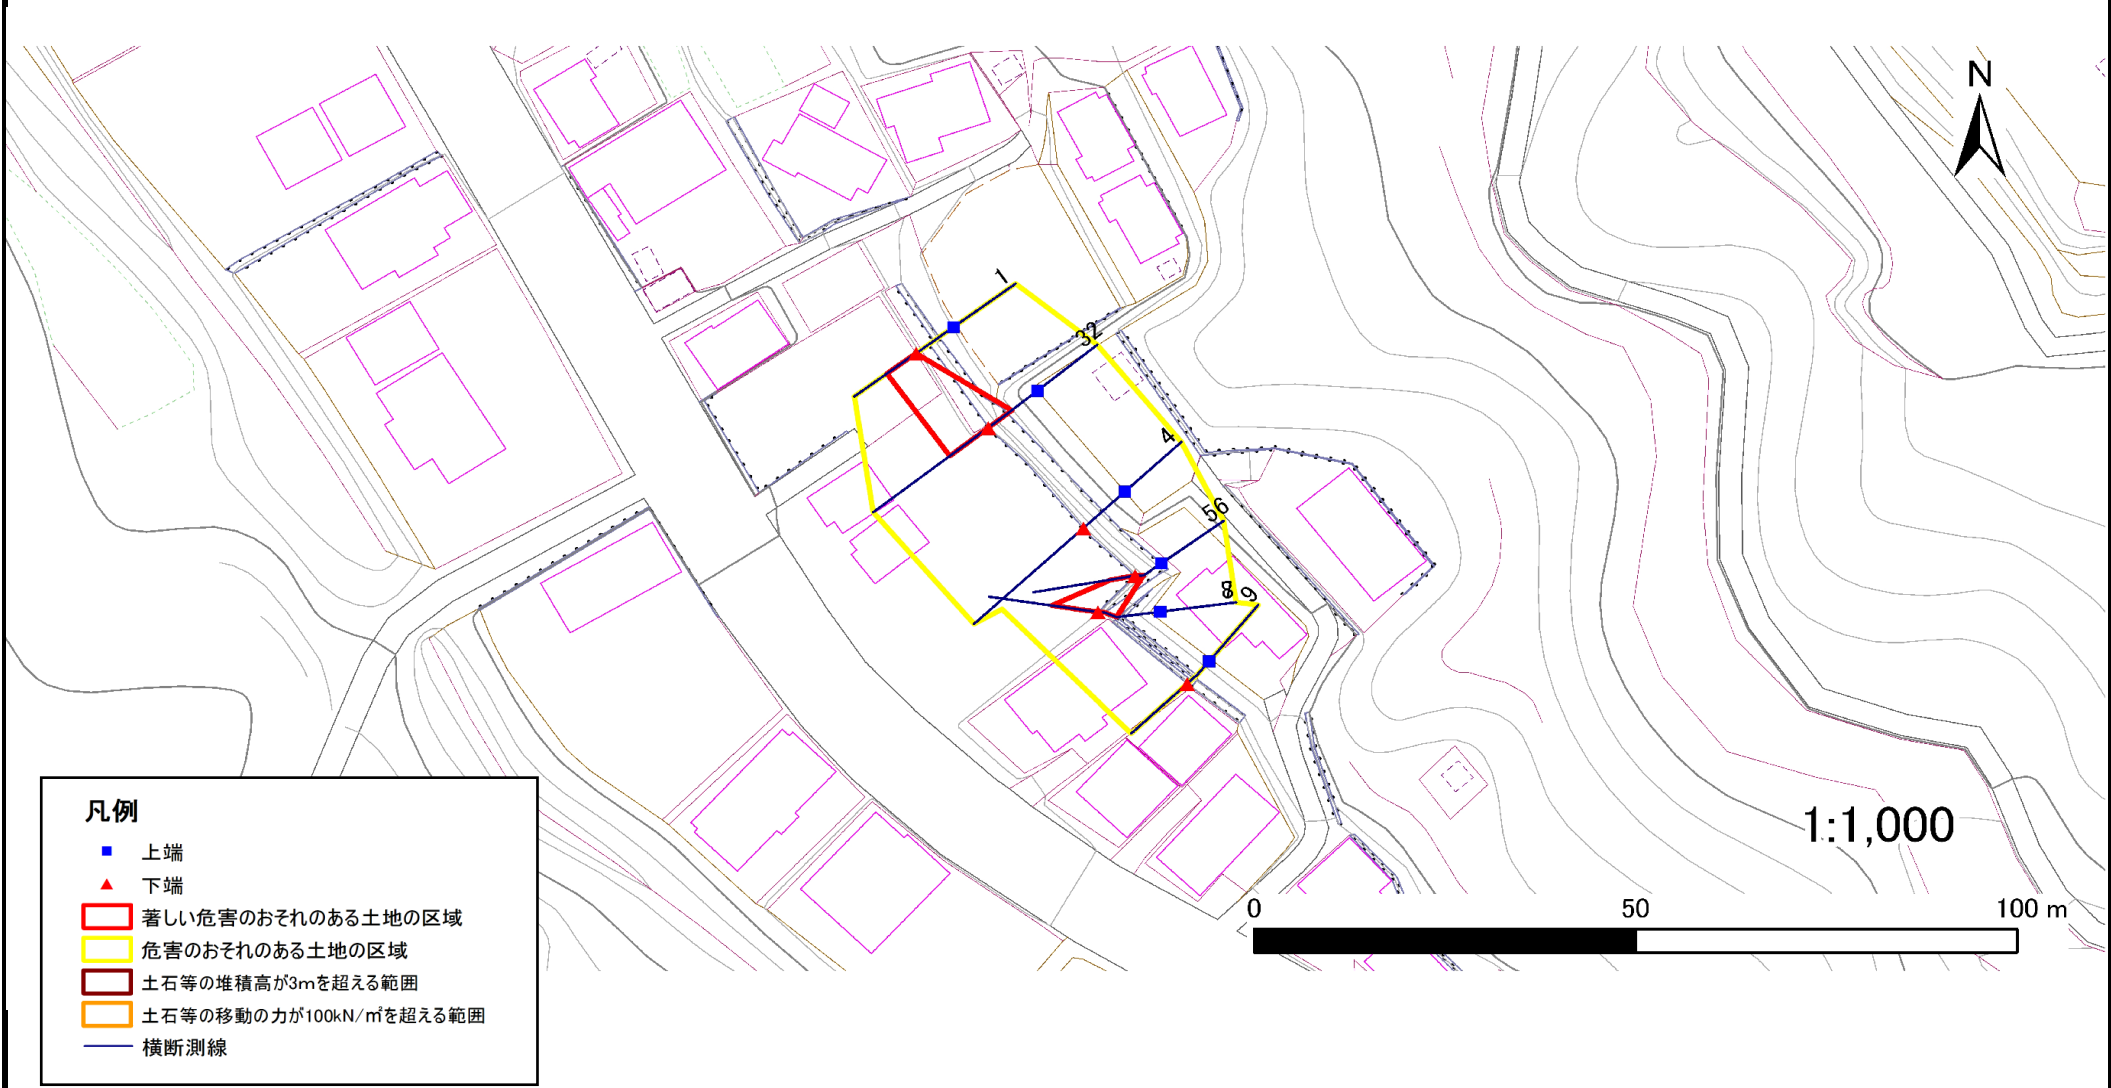 N
1
32
4
56
8
9
1:1,000
0 50 100 m
凡例
上端
下端
著しい危害のおそれのある土地の区域
危害のおそれのある土地の区域
土石等の堆積高が3mを超える範囲
土石等の移動の力が100kN/㎡を超える範囲
横断測線